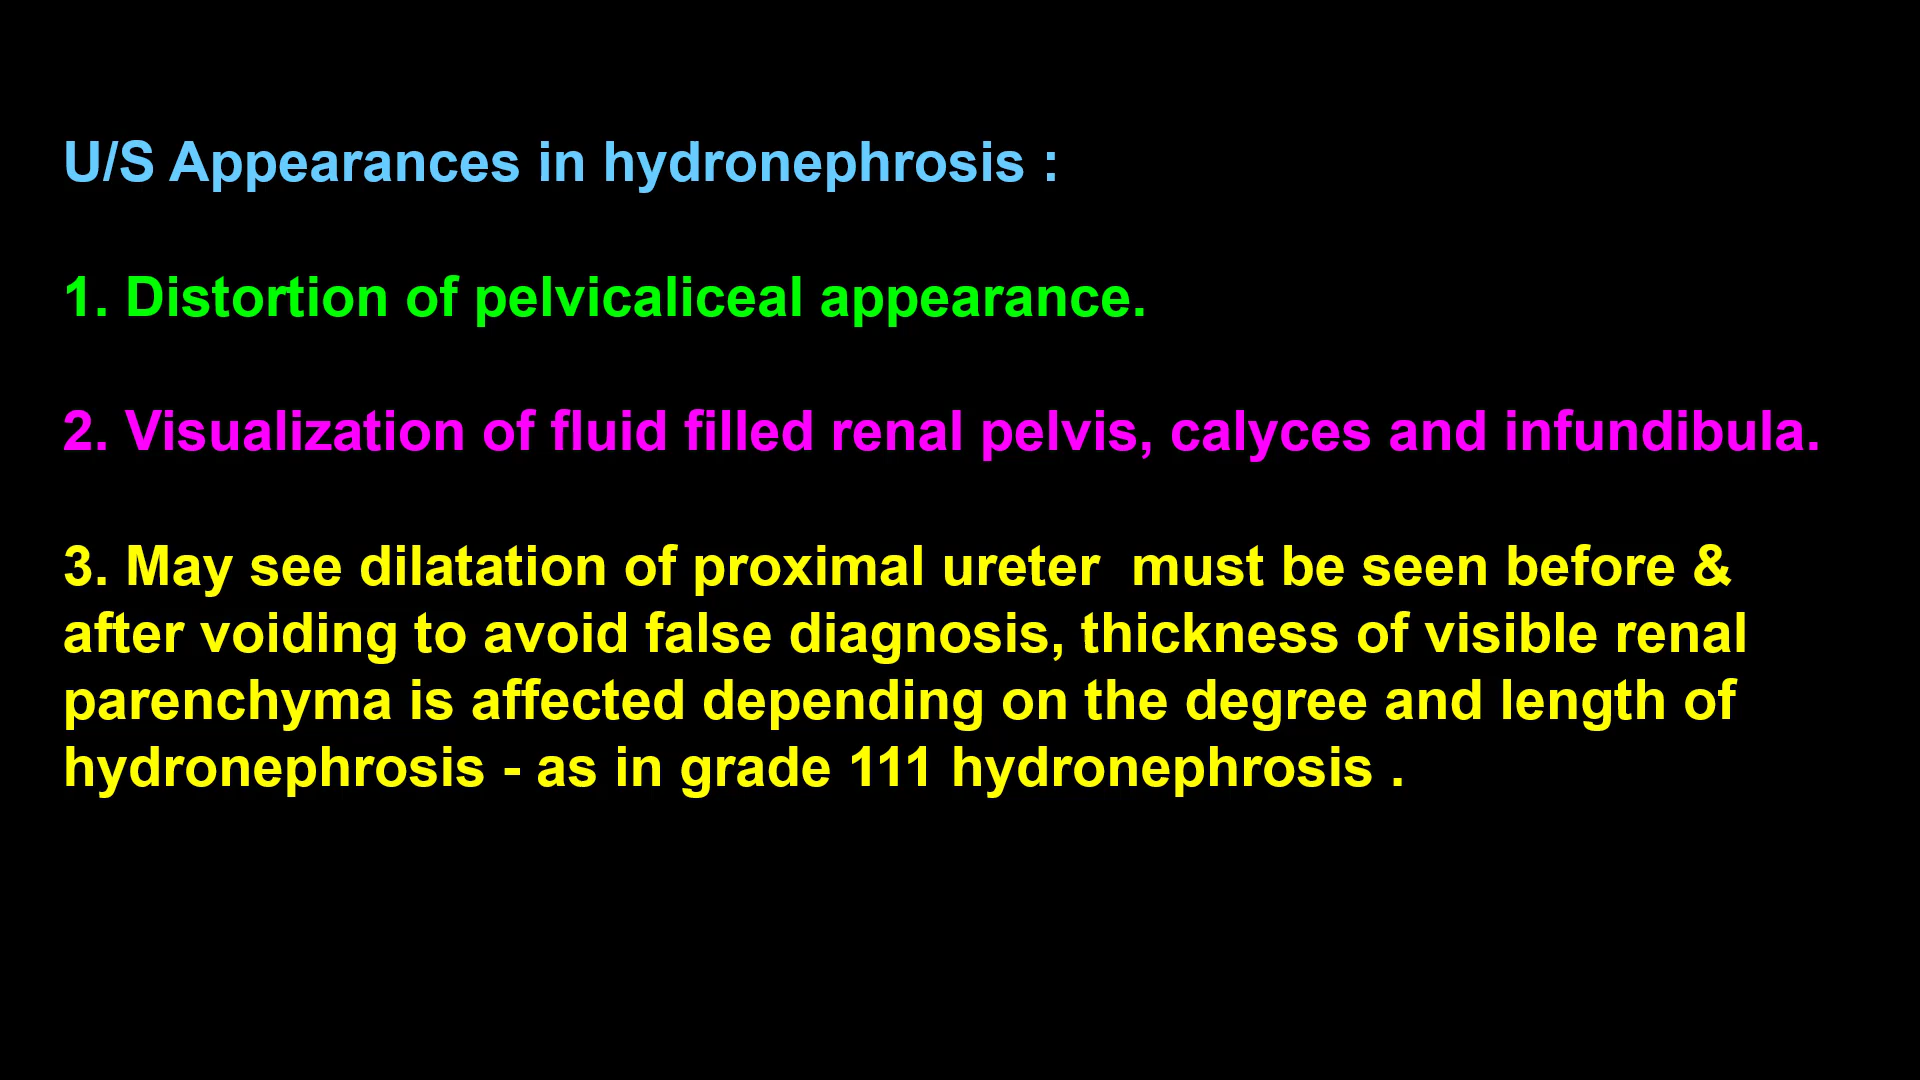 U/S Appearances in hydronephrosis :
1. Distortion of pelvicaliceal appearance.
2. Visualization of fluid filled renal pelvis, calyces and infundibula.
3. May see dilatation of proximal ureter  must be seen before &
after voiding to avoid false diagnosis, thickness of visible renal
parenchyma is affected depending on the degree and length of
hydronephrosis - as in grade 111 hydronephrosis .